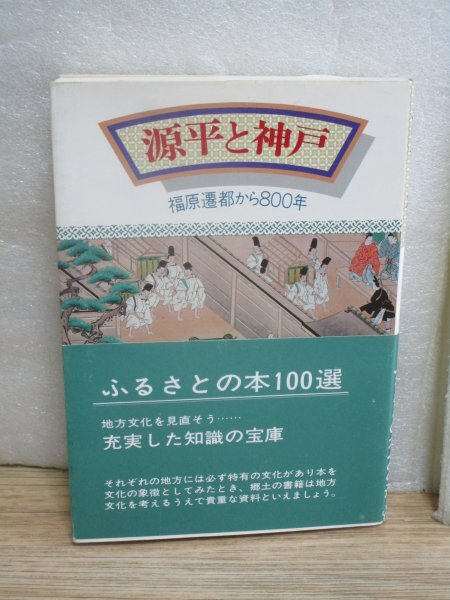 源平と神戸
福原遷都から800年
ふるさとの本100選
地方文化を見直そう……
充実した知識の宝庫
それぞれの地方には必ず特有の文化があり本を
文化の象徴としてみたとき、郷土の書籍は地方
文化を考えるうえで貴重な資料といえましょう。